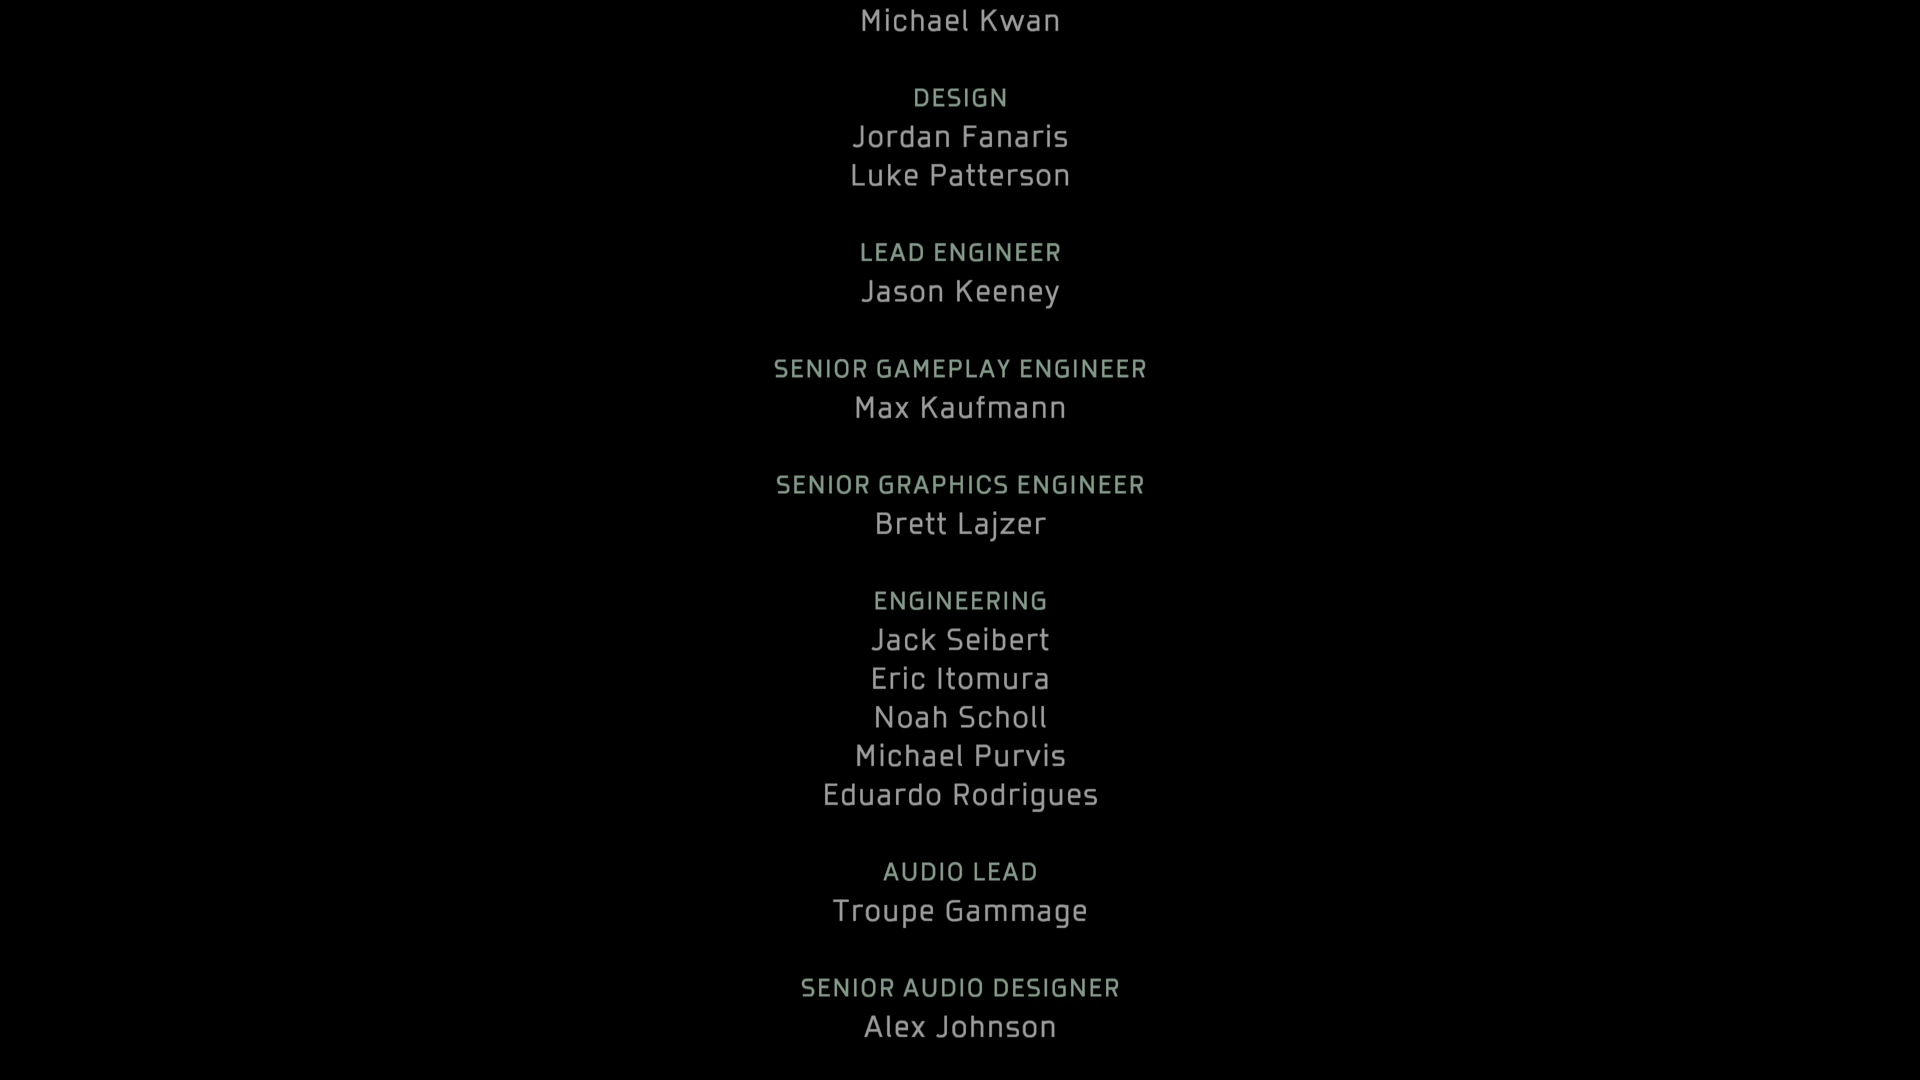 Michael Kwan
DESIGN
Jordan Fanaris
Luke Patterson
LEAD ENGINEER
Jason Keeney
SENIOR GAMEPLAY ENGINEER
Max Kaufmann
SENIOR GRAPHICS ENGINEER
Brett Lajzer
ENGINEERING
Jack Seibert
Eric Itomura
Noah Scholl
Michael Purvis
Eduardo Rodrigues
AUDIO LEAD
Troupe Gammage
SENIOR AUDIO DESIGNER
Alex Johnson